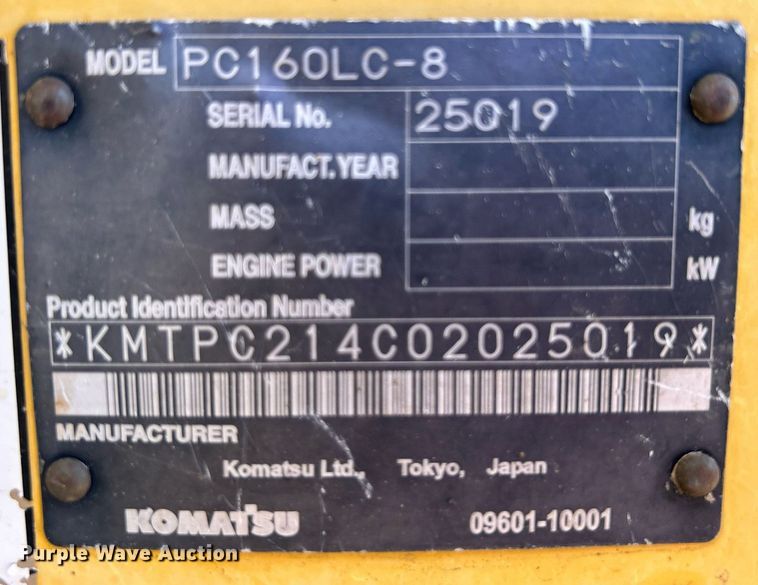 MODEL PC160LC-8
SERIAL No. 25019
MANUFACT.YEAR
MASS kg
ENGINE POWER kW
Product Identification Number
*KMTPC214C02025019*
MANUFACTURER
Komatsu Ltd., Tokyo, Japan
KOMATSU 09601-10001
Purple Wave Auction